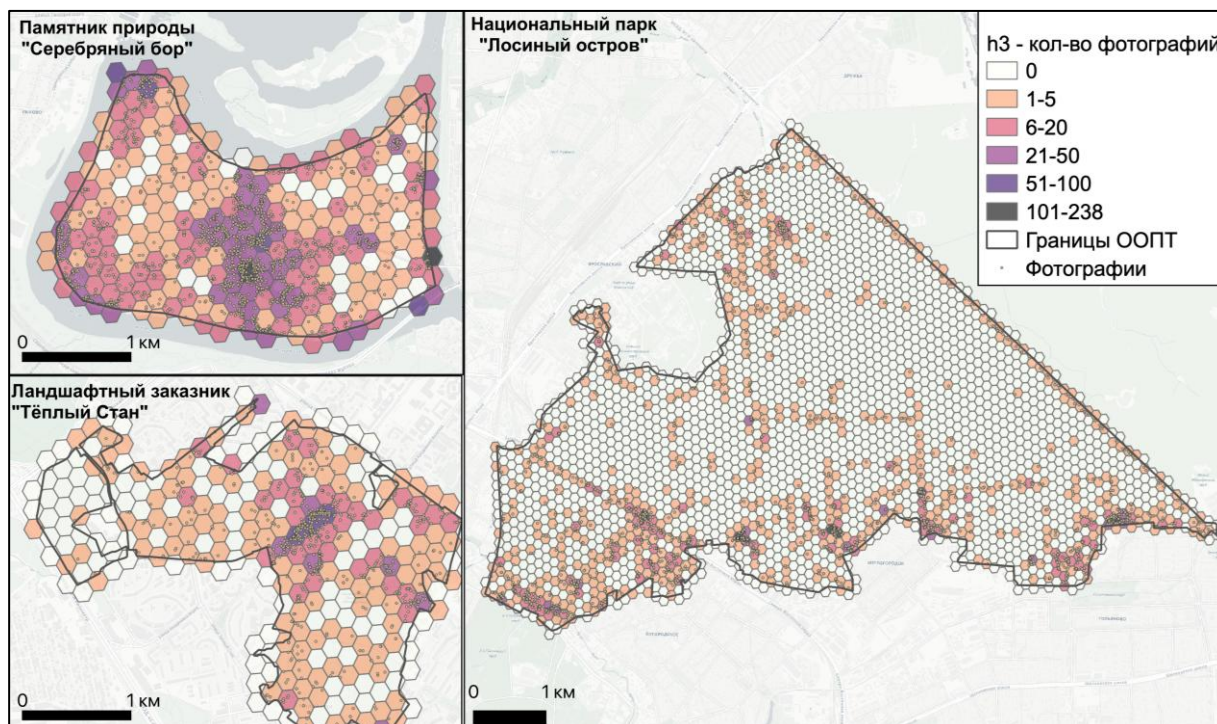 Памятник природы
"Серебряный бор"
0
1 км
Ландшафтный заказник
"Тёплый Стан"
0
1 км
Национальный парк
"Лосиный остров"
0
1 км
h3 - кол-во фотографий
0
1-5
6-20
21-50
51-100
101-238
Границы ООПТ
Фотографии